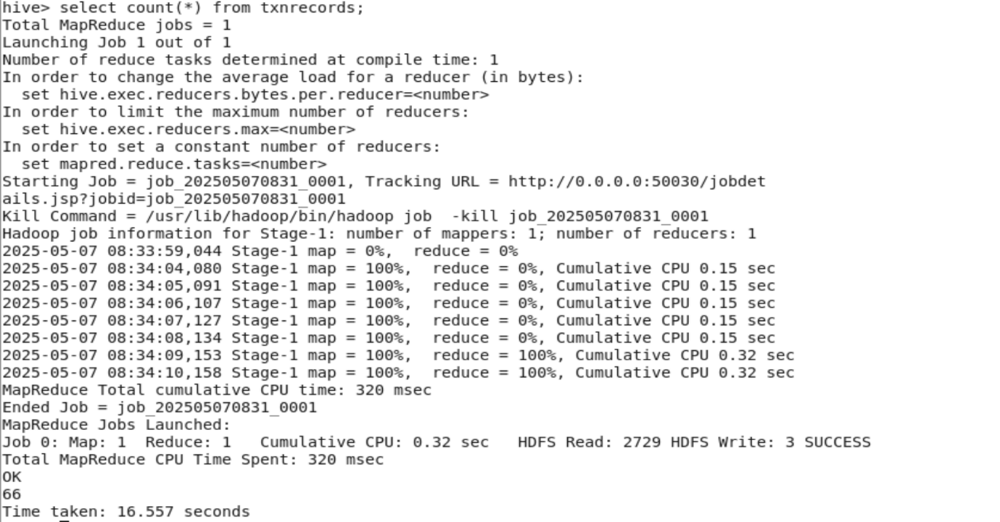 hive> select count(*) from txnrecords;
Total MapReduce jobs = 1
Launching Job 1 out of 1
Number of reduce tasks determined at compile time: 1
In order to change the average load for a reducer (in bytes):
  set hive.exec.reducers.bytes.per.reducer=<number>
In order to limit the maximum number of reducers:
  set hive.exec.reducers.max=<number>
In order to set a constant number of reducers:
  set mapred.reduce.tasks=<number>
Starting Job = job_202505070831_0001, Tracking URL = http://0.0.0.0:50030/jobdet
ails.jsp?jobid=job_202505070831_0001
Kill Command = /usr/lib/hadoop/bin/hadoop job  -kill job_202505070831_0001
Hadoop job information for Stage-1: number of mappers: 1; number of reducers: 1
2025-05-07 08:33:59,044 Stage-1 map = 0%,  reduce = 0%
2025-05-07 08:34:04,080 Stage-1 map = 100%,  reduce = 0%, Cumulative CPU 0.15 sec
2025-05-07 08:34:05,091 Stage-1 map = 100%,  reduce = 0%, Cumulative CPU 0.15 sec
2025-05-07 08:34:06,107 Stage-1 map = 100%,  reduce = 0%, Cumulative CPU 0.15 sec
2025-05-07 08:34:07,127 Stage-1 map = 100%,  reduce = 0%, Cumulative CPU 0.15 sec
2025-05-07 08:34:08,134 Stage-1 map = 100%,  reduce = 0%, Cumulative CPU 0.15 sec
2025-05-07 08:34:09,153 Stage-1 map = 100%,  reduce = 100%, Cumulative CPU 0.32 sec
2025-05-07 08:34:10,158 Stage-1 map = 100%,  reduce = 100%, Cumulative CPU 0.32 sec
MapReduce Total cumulative CPU time: 320 msec
Ended Job = job_202505070831_0001
MapReduce Jobs Launched:
Job 0: Map: 1  Reduce: 1   Cumulative CPU: 0.32 sec   HDFS Read: 2729 HDFS Write: 3 SUCCESS
Total MapReduce CPU Time Spent: 320 msec
OK
66
Time taken: 16.557 seconds